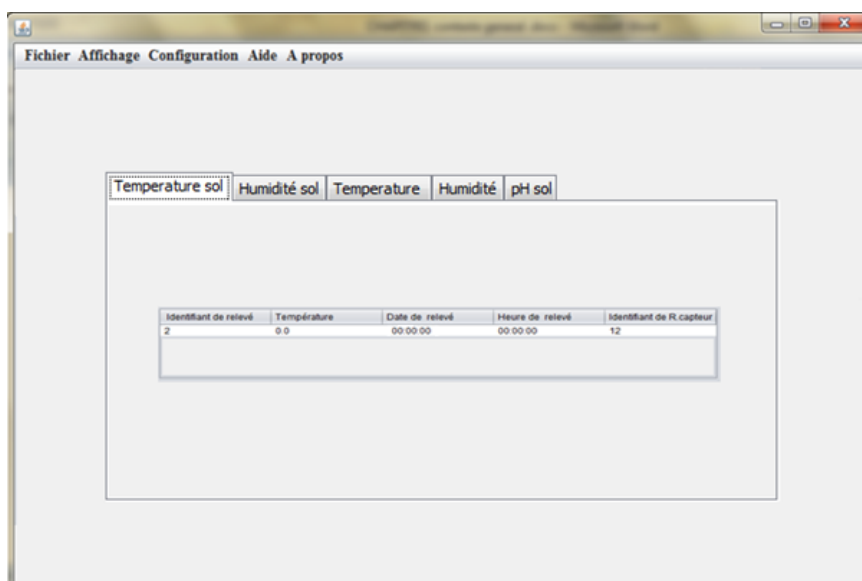 Fichier Affichage Configuration Aide A propos
Temperature sol Humidité sol Temperature Humidité pH sol
Identifiant de relevé Température Date de relevé Heure de relevé Identifiant de R.capteur
2 0.0 00:00:00 00:00:00 12